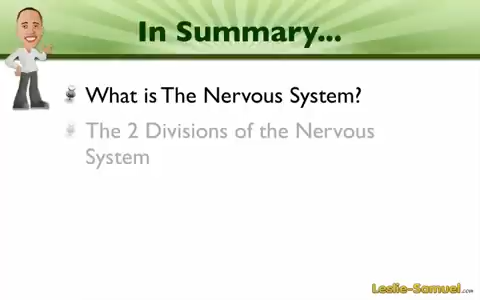 In Summary...
What is The Nervous System?
The 2 Divisions of the Nervous
System
Leslie-Samuel.com